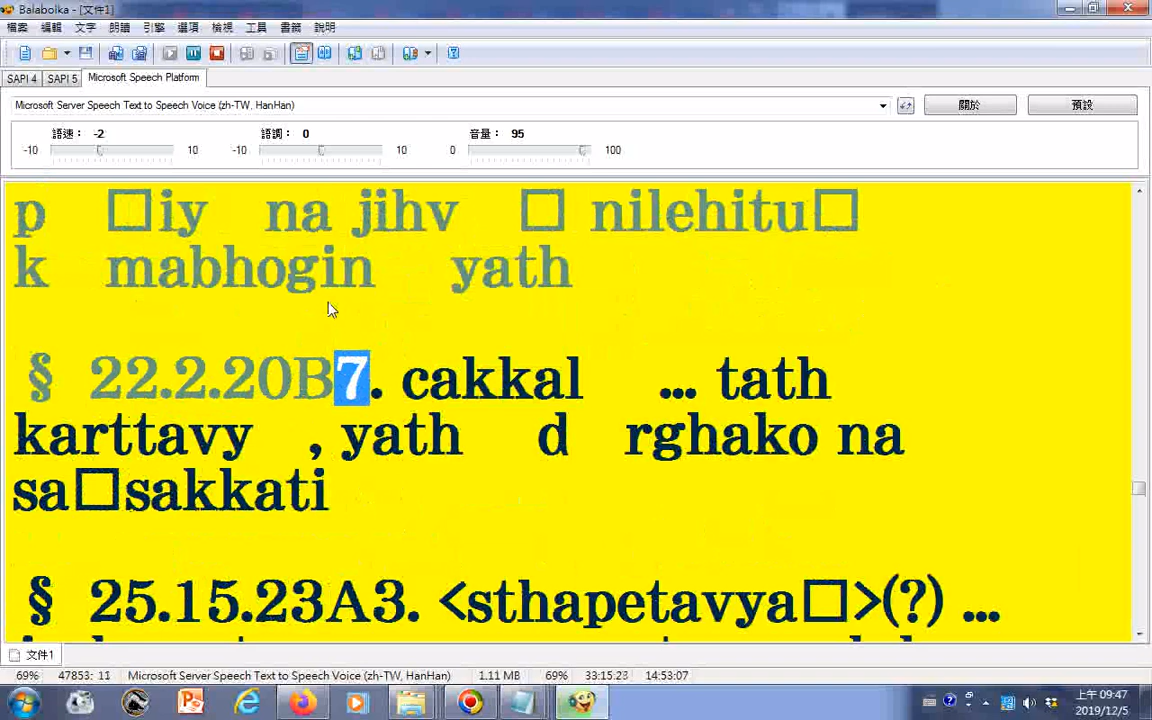 Balabolka - [文件1]
檔案 編輯 文字 朗讀 引擎 選項 檢視 工具 書籤 說明
SAPI 4 SAPI 5 Microsoft Speech Platform
Microsoft Server Speech Text to Speech Voice (zh-TW, HanHan) 關於 預設
語速： -2 語調： 0 音量： 95
-10 10 -10 10 0 100
p □iy na jihv □ nilehitu□
k mabhogin yath
§ 22.2.20B7. cakkal ... tath
karttavy , yath d rghako na
sa□sakkati
§ 25.15.23A3. <sthapetavya□>(?) ...
文件1
69% 47853: 11 Microsoft Server Speech Text to Speech Voice (zh-TW, HanHan) 1.11 MB 69% 33:15:23 14:53:07
上午 09:47
2019/12/5